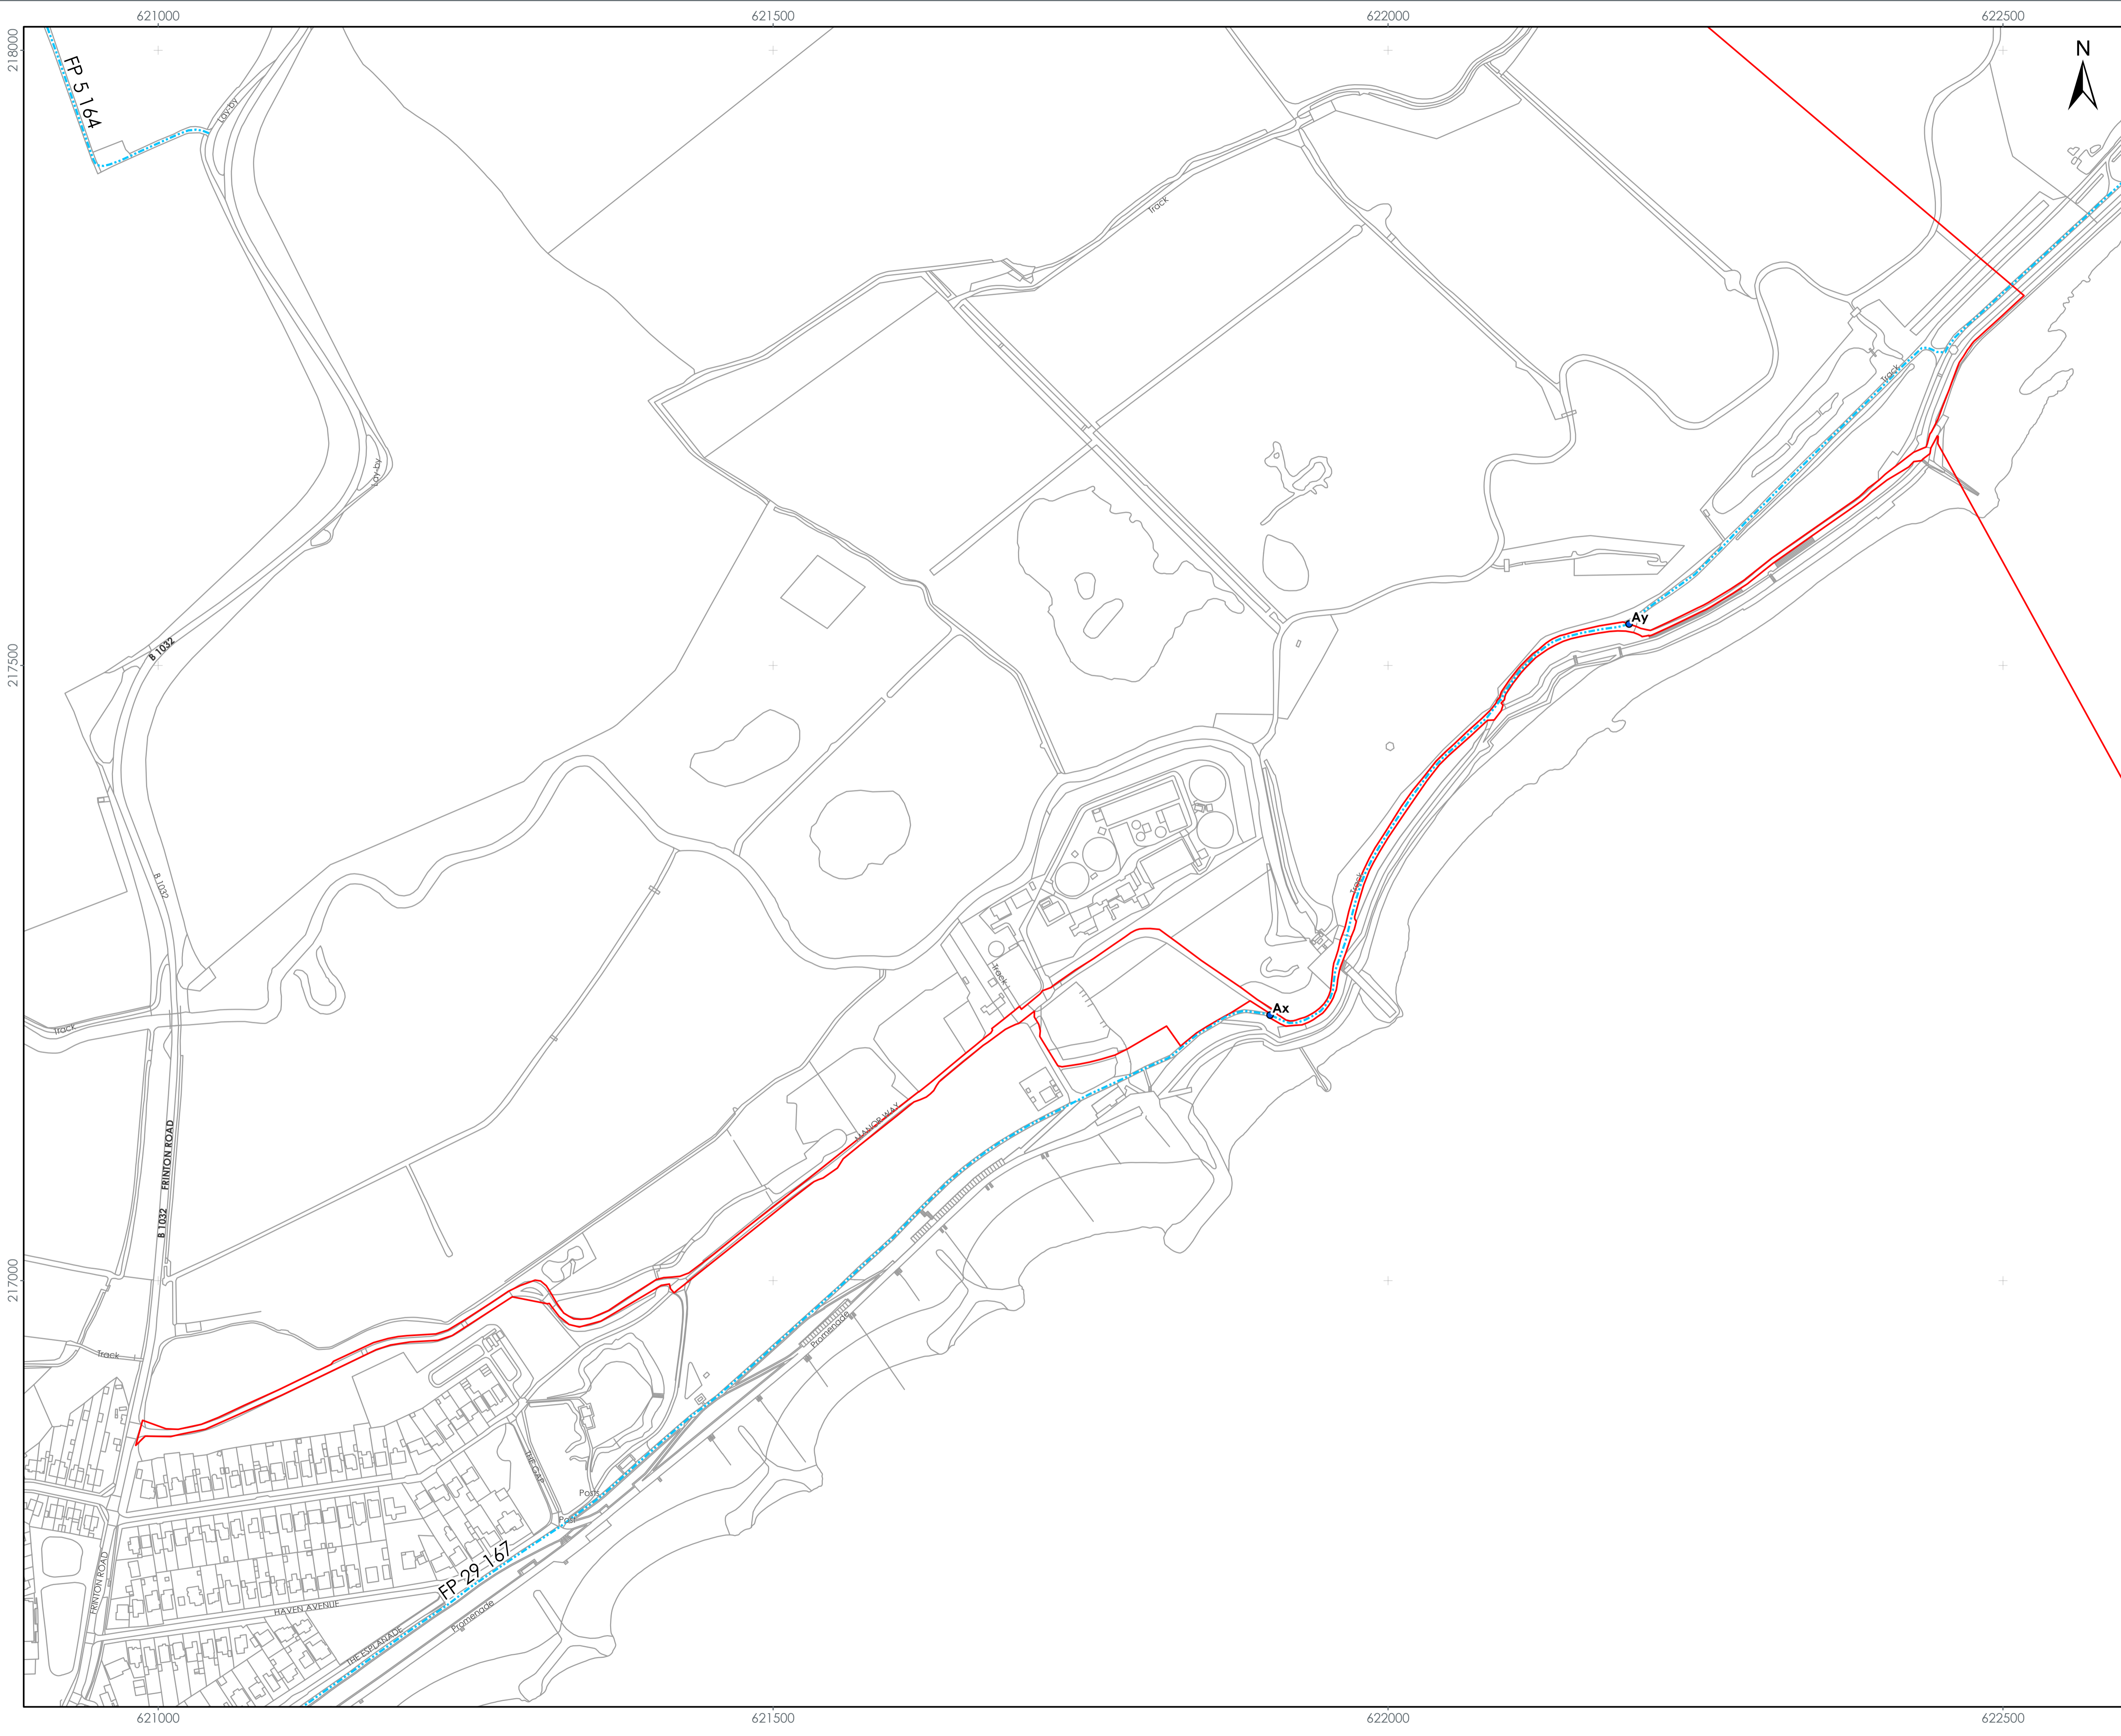 621000
621500
622000
622500
218000
N
FP 5 164
Lay-by
Track
Lay-by
Track
Ay
B 1032
217500
B 1032
Track
Track
Ax
Track
MANOR WAY
FRINTON ROAD
B 1032
217000
Promenade
Track
THE GAP
Posts
Post
FP 29 167
FRINTON ROAD
HAVEN AVENUE
Promenade
THE ESPLANADE
621000
621500
622000
622500